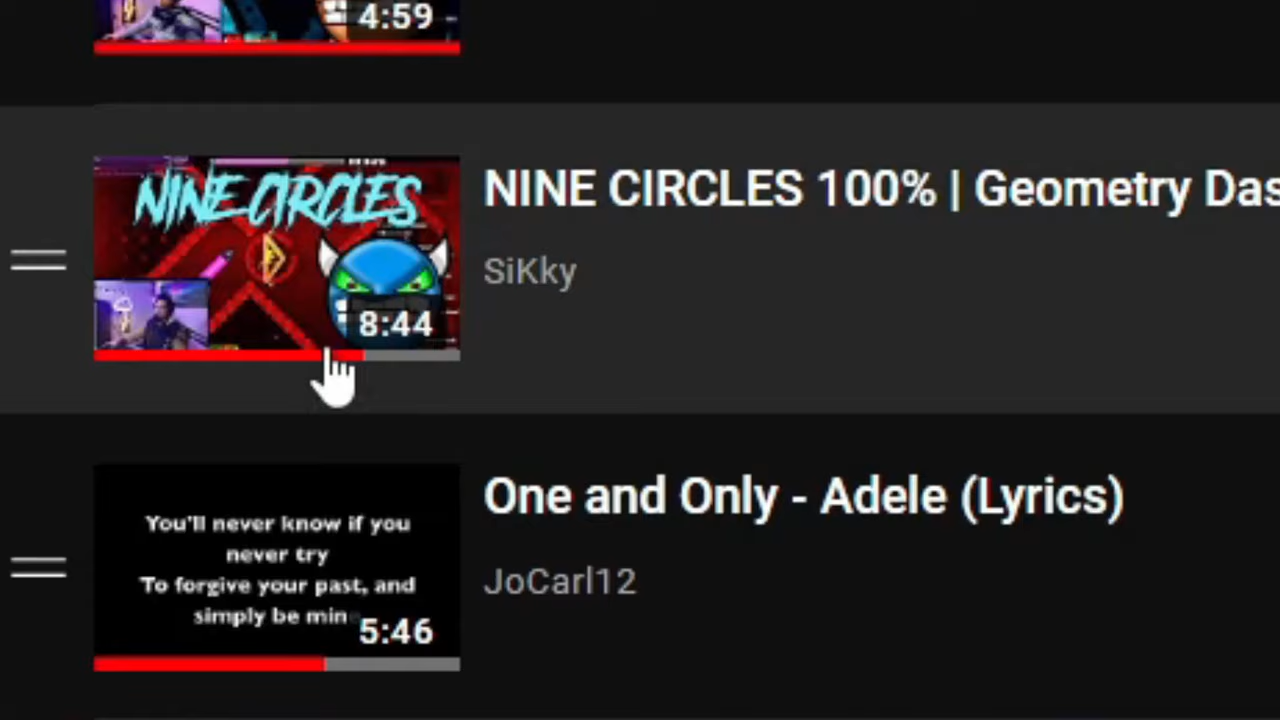 4:59
NINE CIRCLES
8:44
NINE CIRCLES 100% | Geometry Das
SiKky
You'll never know if you
never try
To forgive your past, and
simply be mine
5:46
One and Only - Adele (Lyrics)
JoCarl12